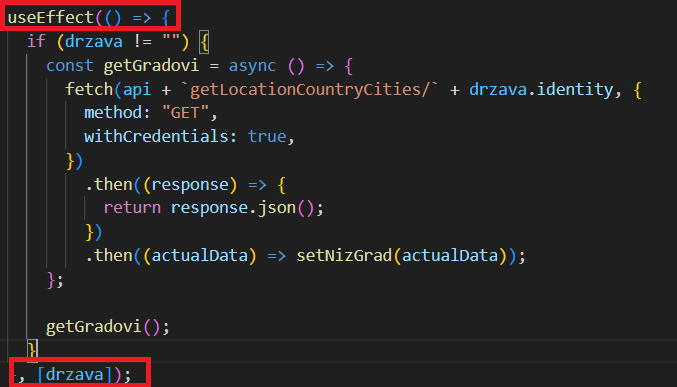 useEffect(() => {
if (drzava != "") {
const getGradovi = async () => {
fetch(api + `getLocationCountryCities/` + drzava.identity, {
method: "GET",
withCredentials: true,
})
.then((response) => {
return response.json();
})
.then((actualData) => setNizGrad(actualData));
};
getGradovi();
}
}, [drzava]);